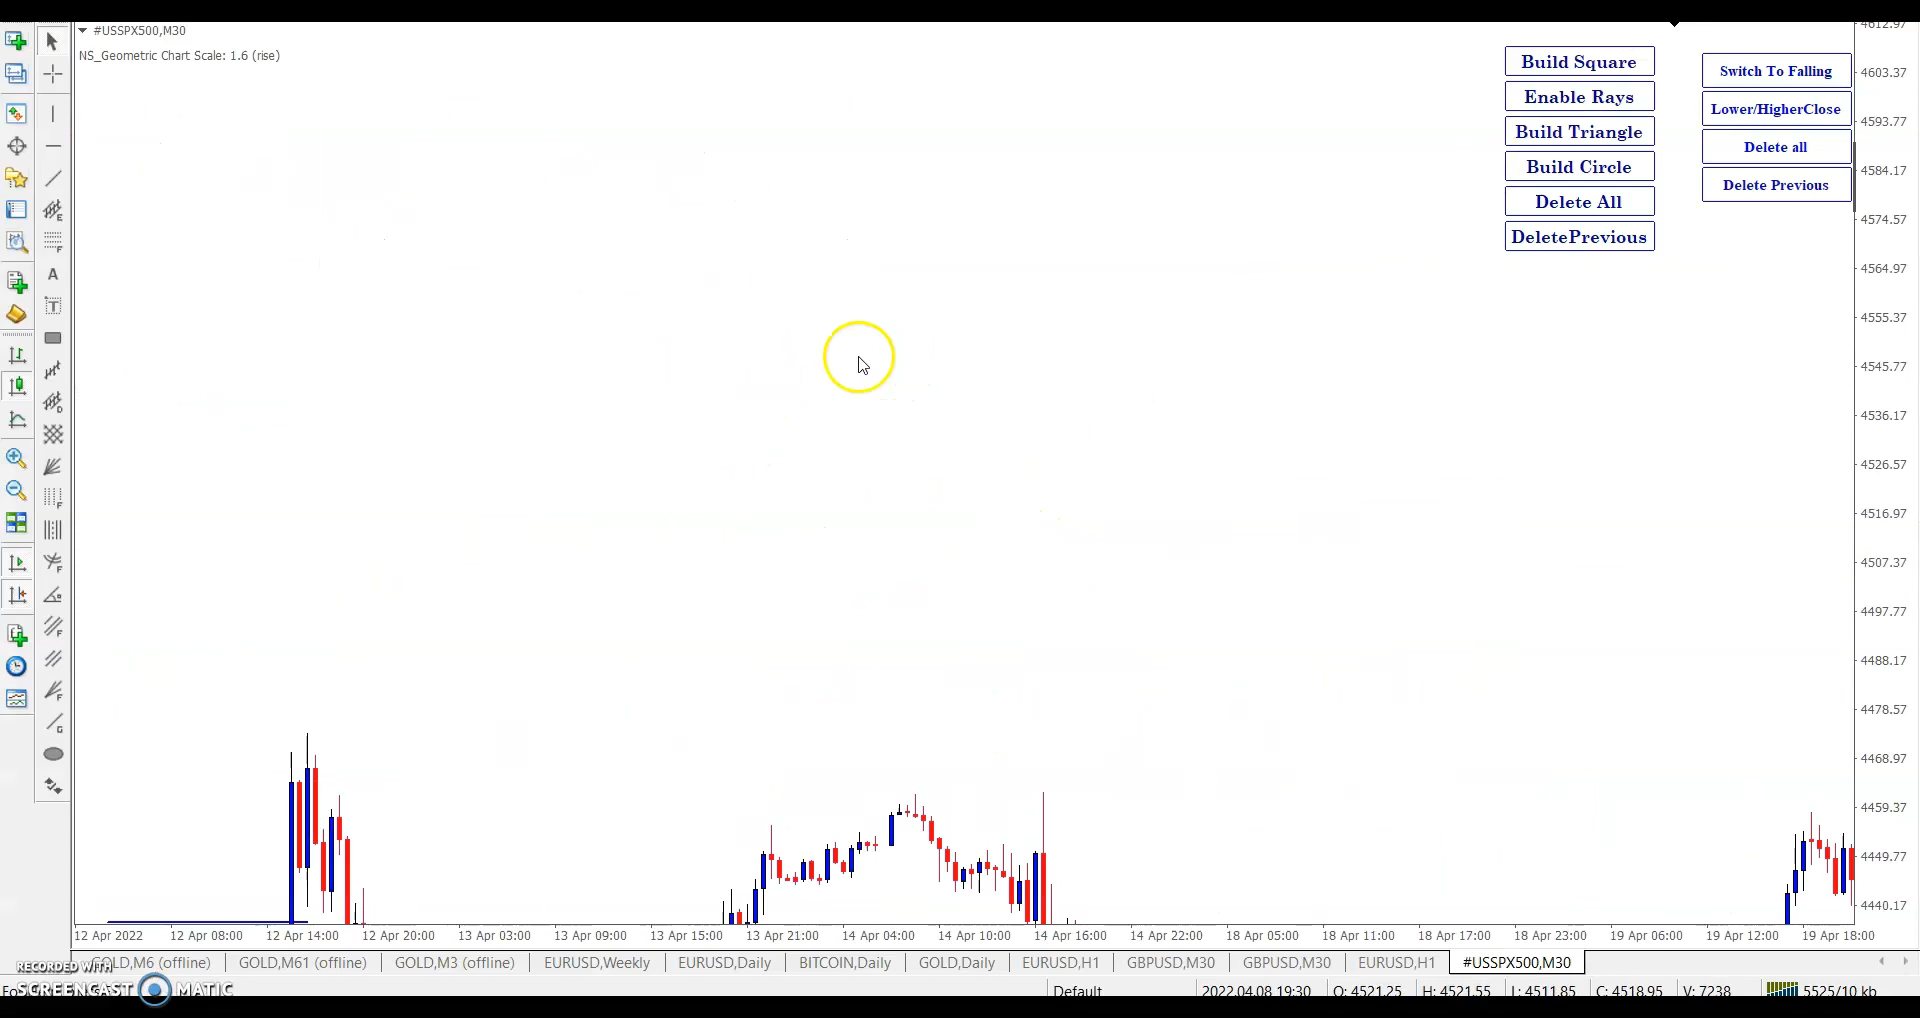 #USSPX500,M30
NS_Geometric Chart Scale: 1.6 (rise)
Build Square
Enable Rays
Build Triangle
Build Circle
Delete All
DeletePrevious
Switch To Falling
Lower/HigherClose
Delete all
Delete Previous
4612.97
4603.37
4593.77
4584.17
4574.57
4564.97
4555.37
4545.77
4536.17
4526.57
4516.97
4507.37
4497.77
4488.17
4478.57
4468.97
4459.37
4449.77
4440.17
12 Apr 2022 12 Apr 08:00 12 Apr 14:00 12 Apr 20:00 13 Apr 03:00 13 Apr 09:00 13 Apr 15:00 13 Apr 21:00 14 Apr 04:00 14 Apr 10:00 14 Apr 16:00 14 Apr 22:00 18 Apr 05:00 18 Apr 11:00 18 Apr 17:00 18 Apr 23:00 19 Apr 06:00 19 Apr 12:00 19 Apr 18:00
GOLD,M6 (offline) GOLD,M61 (offline) GOLD,M3 (offline) EURUSD,Weekly EURUSD,Daily BITCOIN,Daily GOLD,Daily EURUSD,H1 GBPUSD,M30 GBPUSD,M30 EURUSD,H1 #USSPX500,M30
RECORDED WITH
SCREENCAST MATIC
Default 2022.04.08 19:30 O: 4521.25 H: 4521.55 L: 4511.85 C: 4518.95 V: 7238 5525/10 kb